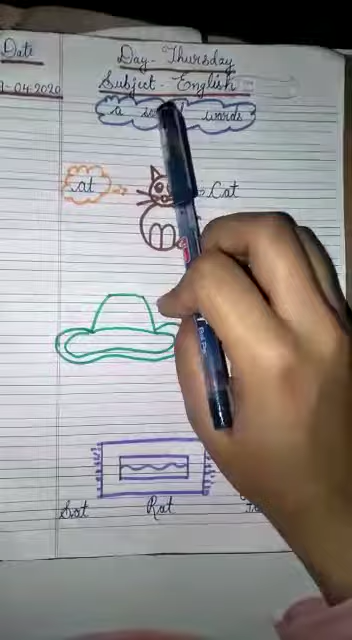 Date
Day- Thursday
-04-2020
Subject - English
a words
at
Cat
Sat Rat